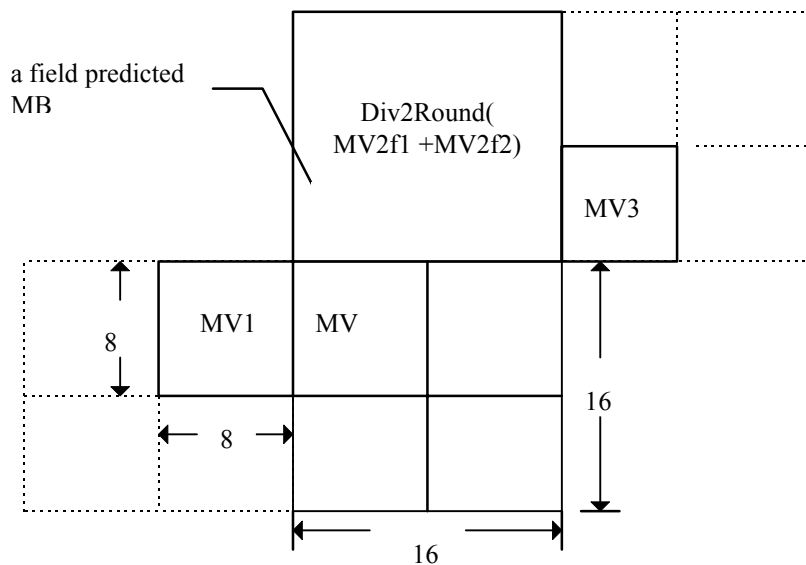 a field predicted
MB
Div2Round(
MV2f1 +MV2f2)
MV3
MV1
MV
8
8
16
16